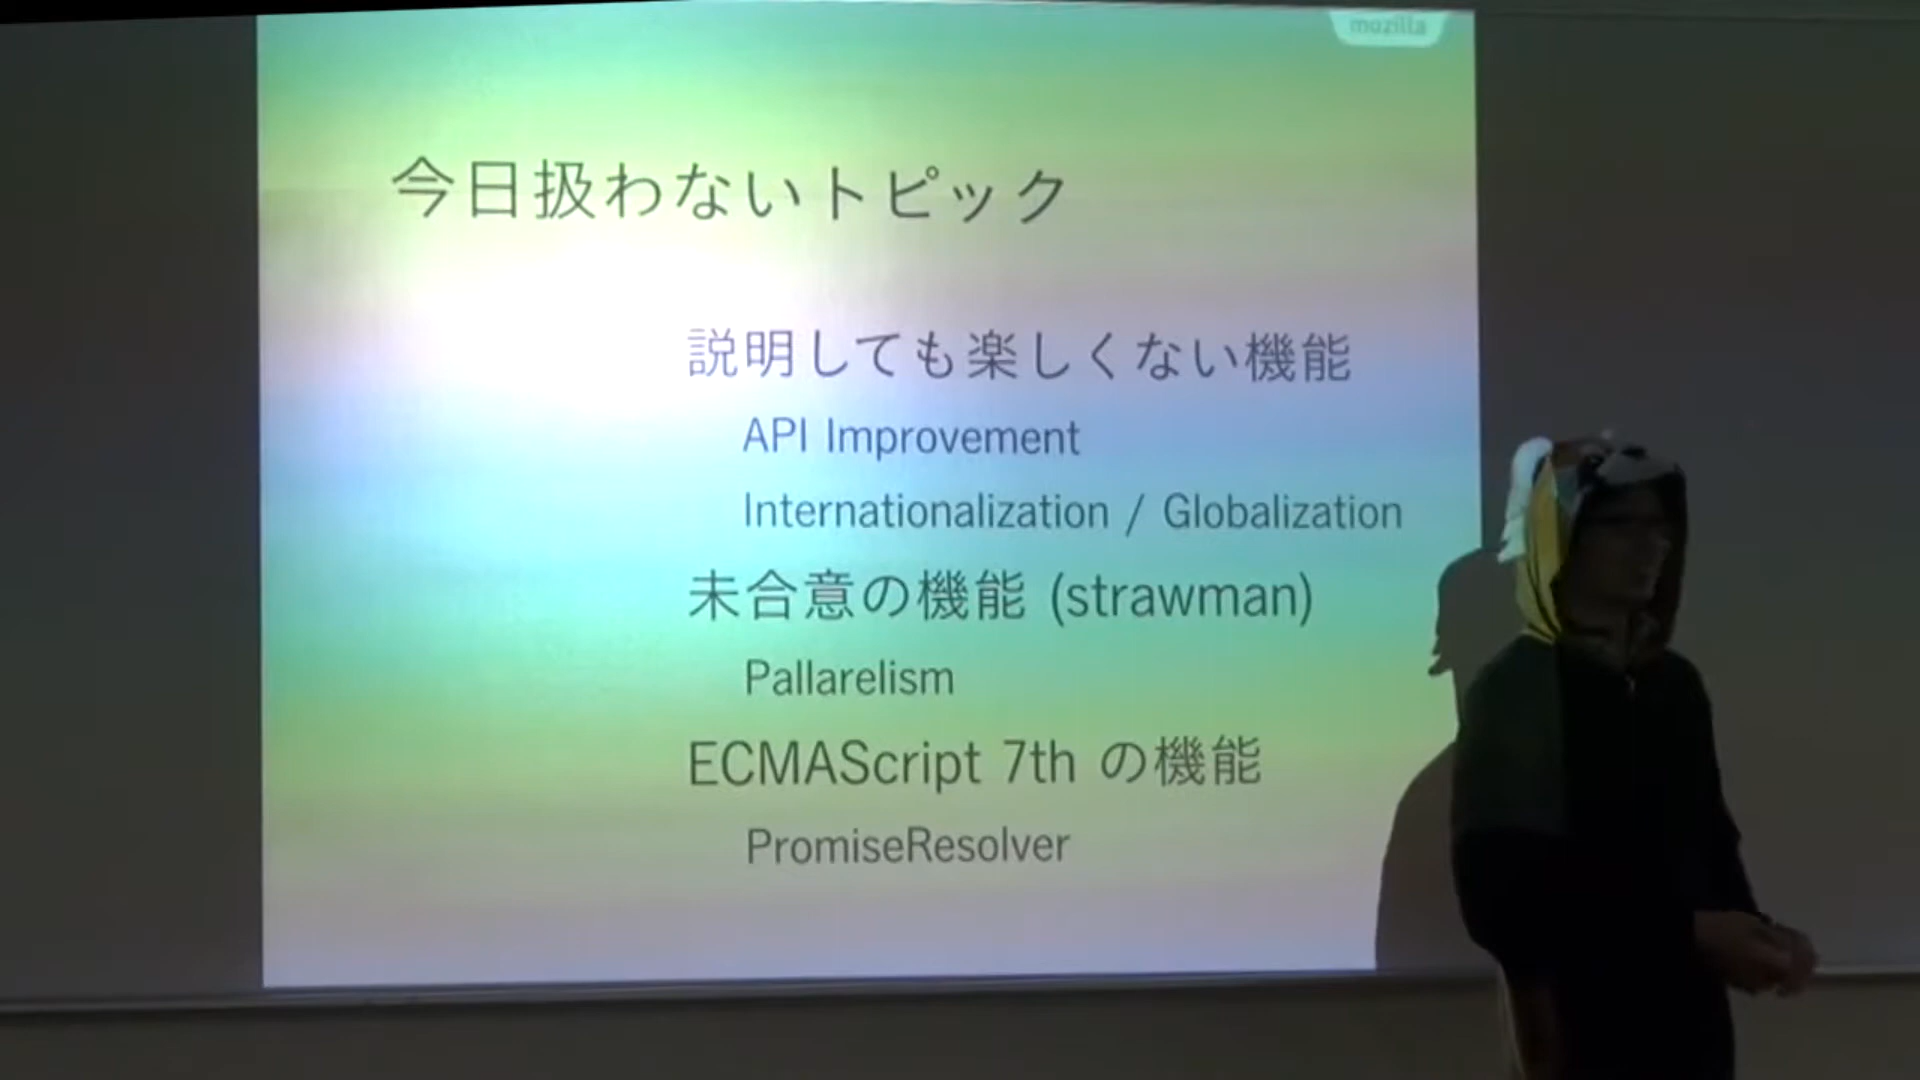 mozilla
今日扱わないトピック
説明しても楽しくない機能
API Improvement
Internationalization / Globalization
未合意の機能 (strawman)
Pallarelism
ECMAScript 7th の機能
PromiseResolver